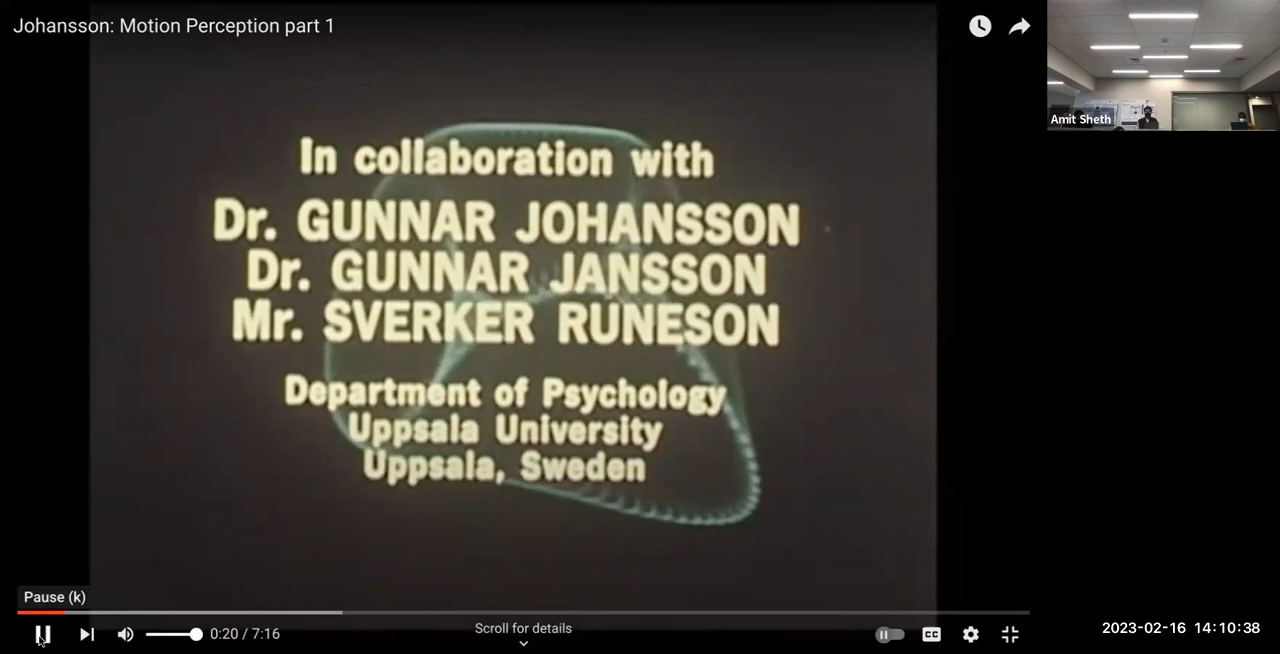 Johansson: Motion Perception part 1
Amit Sheth
In collaboration with
Dr. GUNNAR JOHANSSON
Dr. GUNNAR JANSSON
Mr. SVERKER RUNESON
Department of Psychology
Uppsala University
Uppsala, Sweden
Pause (k)
0:20 / 7:16
Scroll for details
CC
2023-02-16 14:10:38